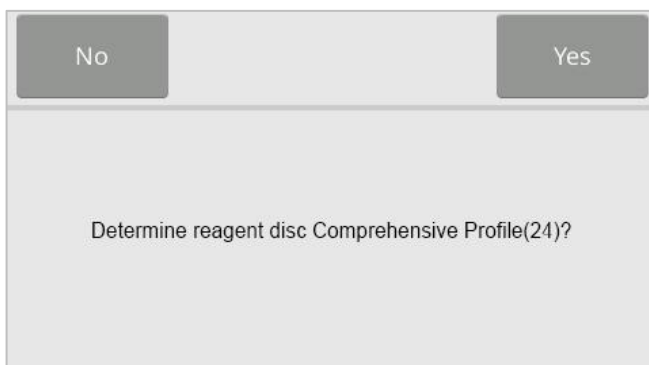 No
Yes
Determine reagent disc Comprehensive Profile(24)?